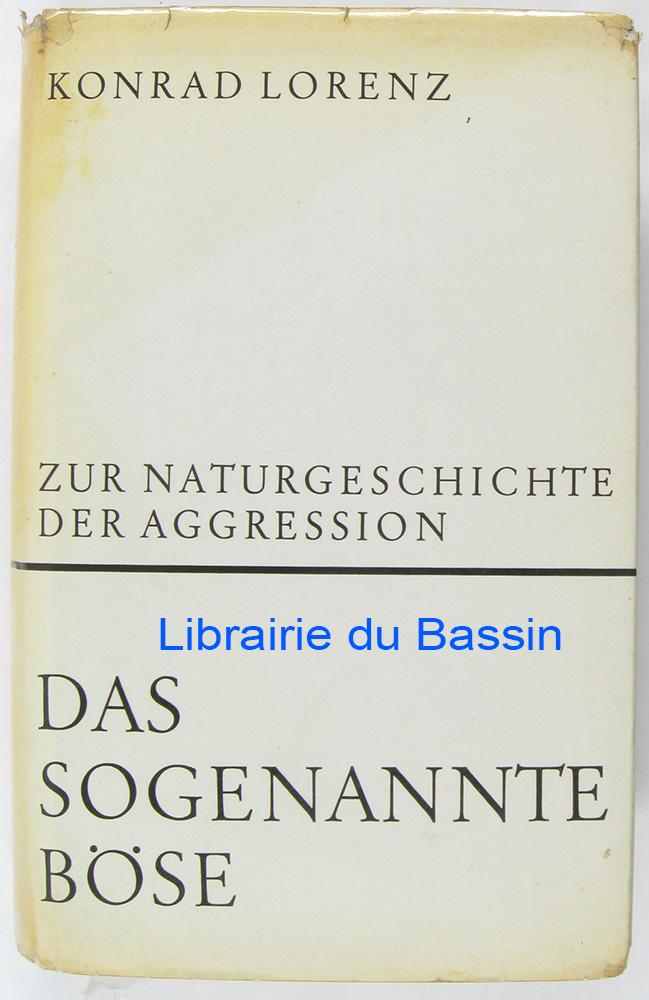 KONRAD LORENZ
ZUR NATURGESCHICHTE
DER AGGRESSION
Librairie du Bassin
DAS
SOGENANNTE
BÖSE